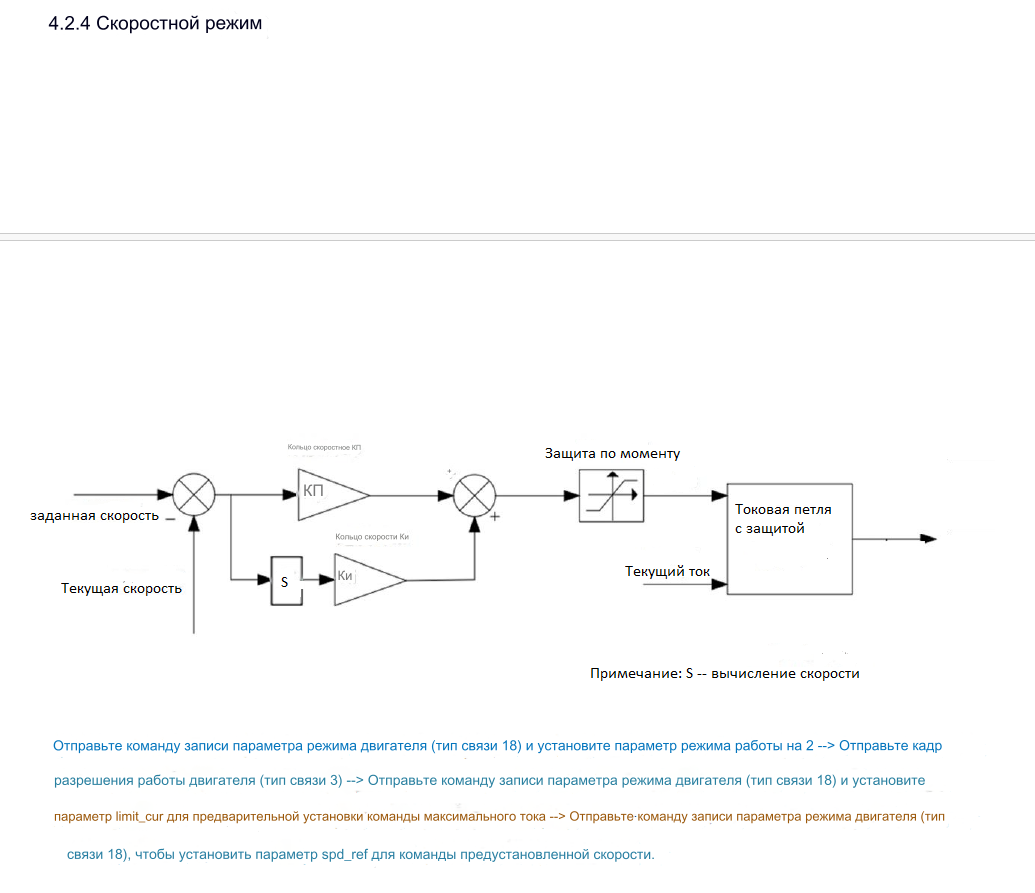 4.2.4 Скоростной режим
Кольцо скоростное КП
Защита по моменту
КП
заданная скорость
−
+
Токовая петля
с защитой
Кольцо скорости Ки
Текущий ток
Ки
S
Текущая скорость
Примечание: S -- вычисление скорости
Отправьте команду записи параметра режима двигателя (тип связи 18) и установите параметр режима работы на 2 --> Отправьте кадр
разрешения работы двигателя (тип связи 3) --> Отправьте команду записи параметра режима двигателя (тип связи 18) и установите
параметр limit_cur для предварительной установки команды максимального тока --> Отправьте·команду записи параметра режима двигателя (тип
связи 18), чтобы установить параметр spd_ref для команды предустановленной скорости.